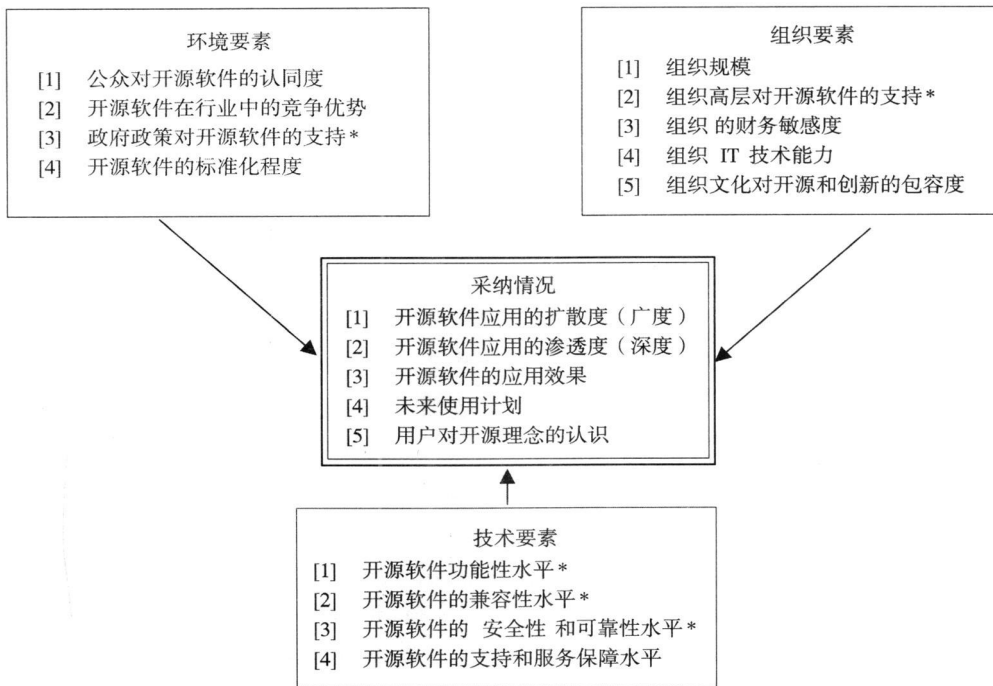 环境要素
[1] 公众对开源软件的认同度
[2] 开源软件在行业中的竞争优势
[3] 政府政策对开源软件的支持*
[4] 开源软件的标准化程度
组织要素
[1] 组织规模
[2] 组织高层对开源软件的支持*
[3] 组织 的财务敏感度
[4] 组织 IT 技术能力
[5] 组织文化对开源和创新的包容度
采纳情况
[1] 开源软件应用的扩散度（广度）
[2] 开源软件应用的渗透度（深度）
[3] 开源软件的应用效果
[4] 未来使用计划
[5] 用户对开源理念的认识
技术要素
[1] 开源软件功能性水平*
[2] 开源软件的兼容性水平*
[3] 开源软件的 安全性 和可靠性水平*
[4] 开源软件的支持和服务保障水平